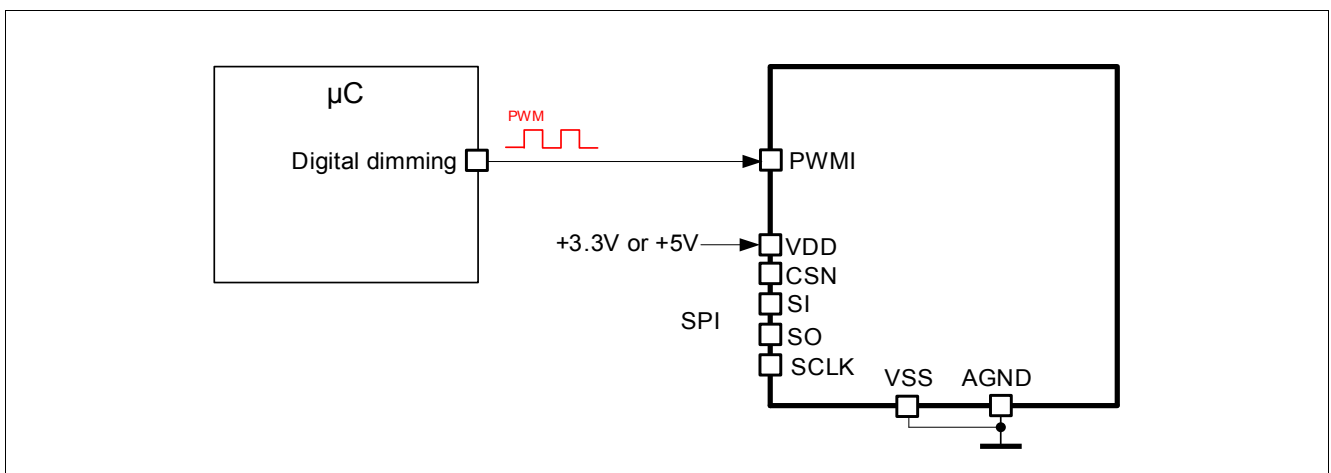 µC
PWM
Digital dimming
PWMI
+3.3V or +5V
VDD
CSN
SI
SPI
SO
SCLK
VSS AGND